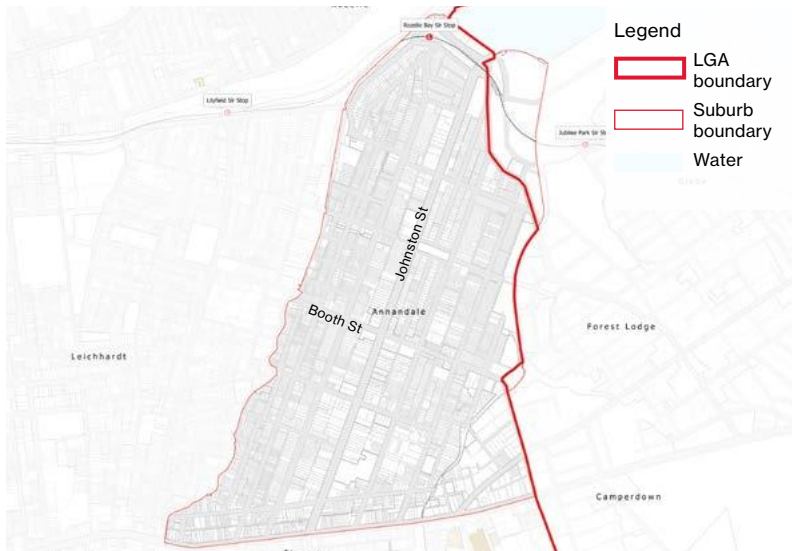 Rozelle Bay Slr Stop
Legend
LGA
boundary
Lilyfield Slr Stop
Suburb
boundary
Jubilee Park Slr St
Water
Glebe
Johnston St
Booth St
Annandale
Forest Lodge
Leichhardt
Camperdown